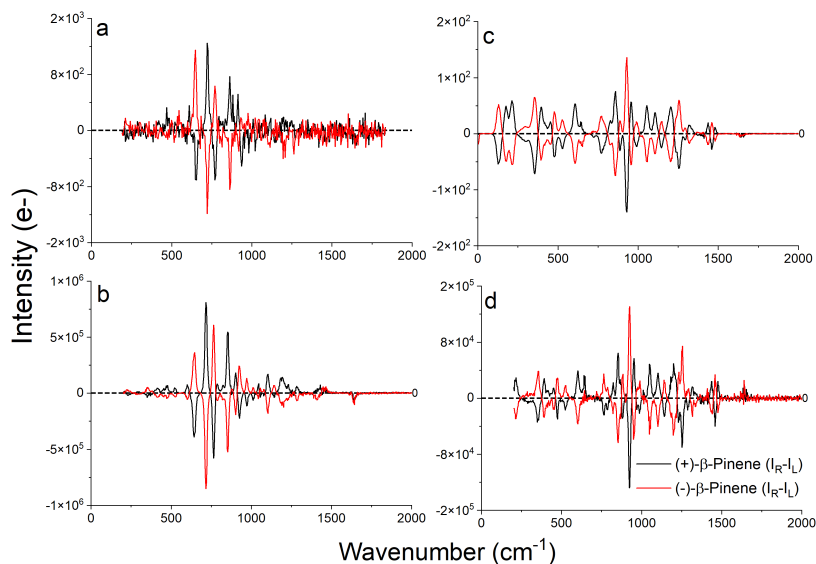 a
2×10³
8×10²
0
-8×10²
-2×10³
0 500 1000 1500 2000
c
2×10²
1×10²
0
-1×10²
-2×10²
0
0 500 1000 1500 2000
b
1×10⁶
5×10⁵
0
-5×10⁵
-1×10⁶
0
0 500 1000 1500 2000
d
2×10⁵
8×10⁴
0
-8×10⁴
-2×10⁵
0
(+)-β-Pinene (I_R-I_L)
(-)-β-Pinene (I_R-I_L)
0 500 1000 1500 2000
Intensity (e-)
Wavenumber (cm⁻¹)